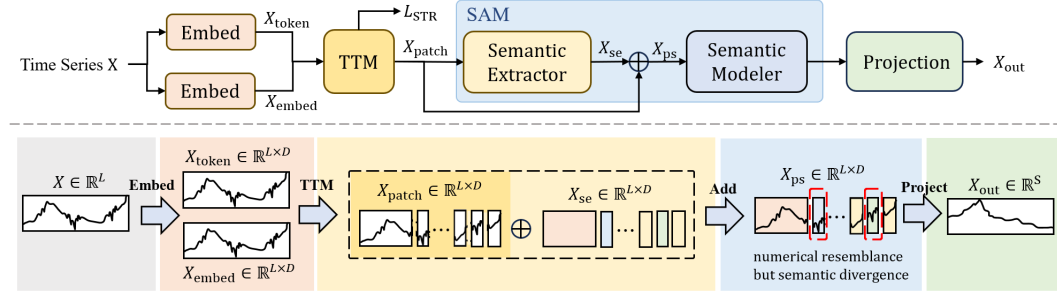 Time Series X
Embed
Embed
X_token
X_embed
TTM
L_STR
X_patch
SAM
Semantic
Extractor
X_se
⊕
X_ps
Semantic
Modeler
Projection
X_out
X ∈ ℝ^L
Embed
X_token ∈ ℝ^{L×D}
X_embed ∈ ℝ^{L×D}
TTM
X_patch ∈ ℝ^{L×D}
...
...
⊕
X_se ∈ ℝ^{L×D}
...
Add
X_ps ∈ ℝ^{L×D}
...
numerical resemblance
but semantic divergence
Project
X_out ∈ ℝ^S